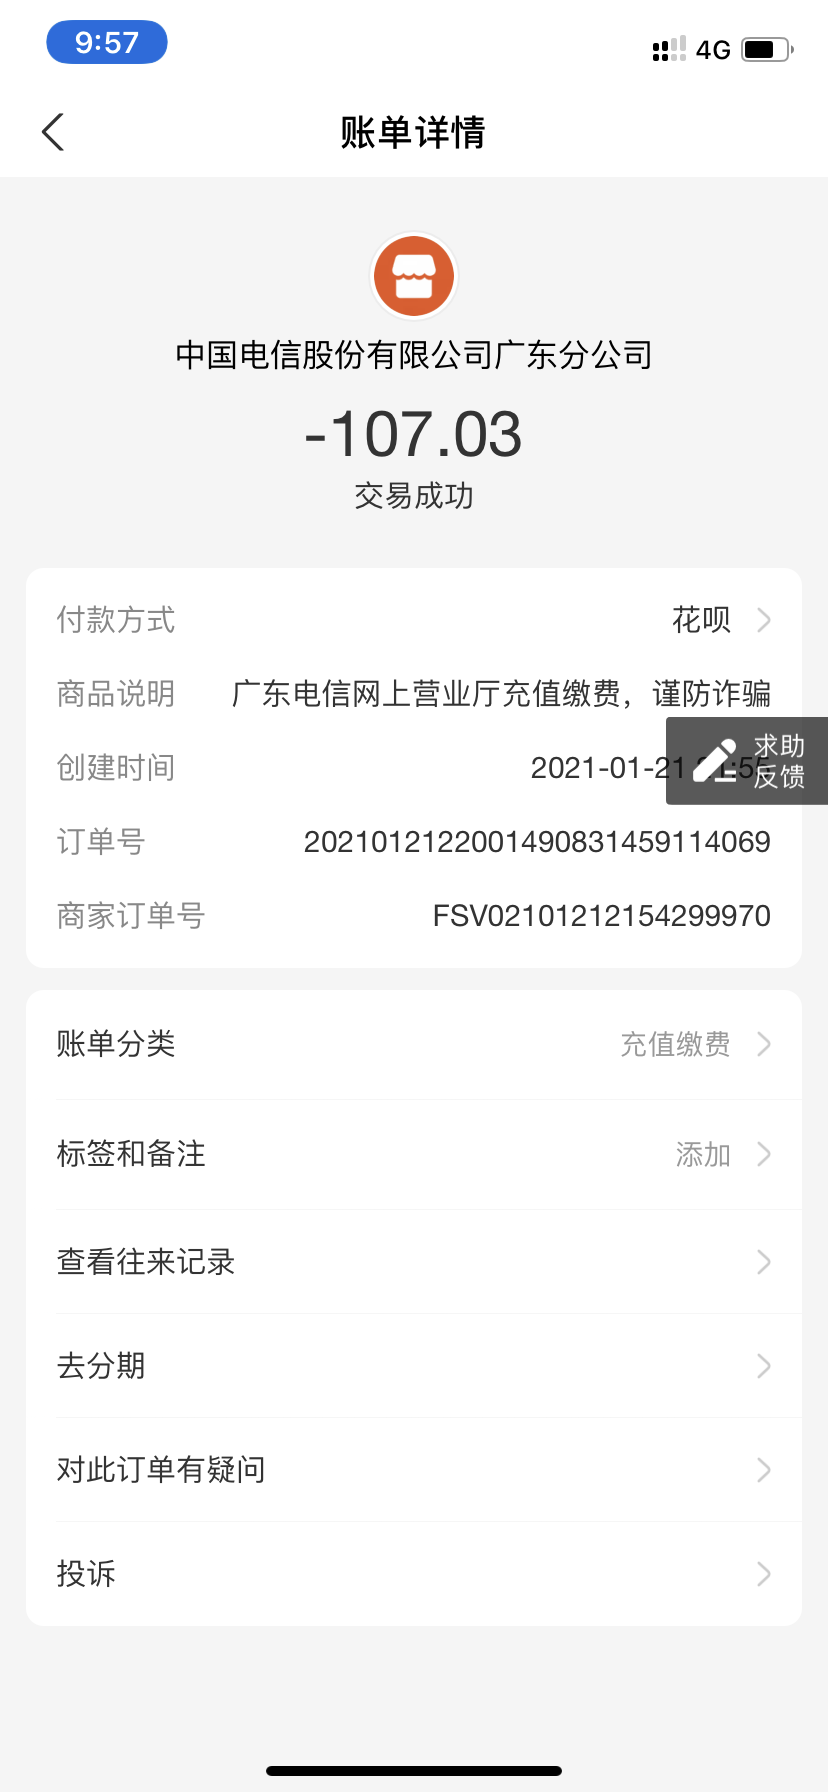 9:57
4G
账单详情
中国电信股份有限公司广东分公司
-107.03
交易成功
付款方式 花呗
商品说明 广东电信网上营业厅充值缴费，谨防诈骗
求助
创建时间 2021-01-21 21:55
反馈
订单号 2021012122001490831459114069
商家订单号 FSV02101212154299970
账单分类 充值缴费
标签和备注 添加
查看往来记录
去分期
对此订单有疑问
投诉